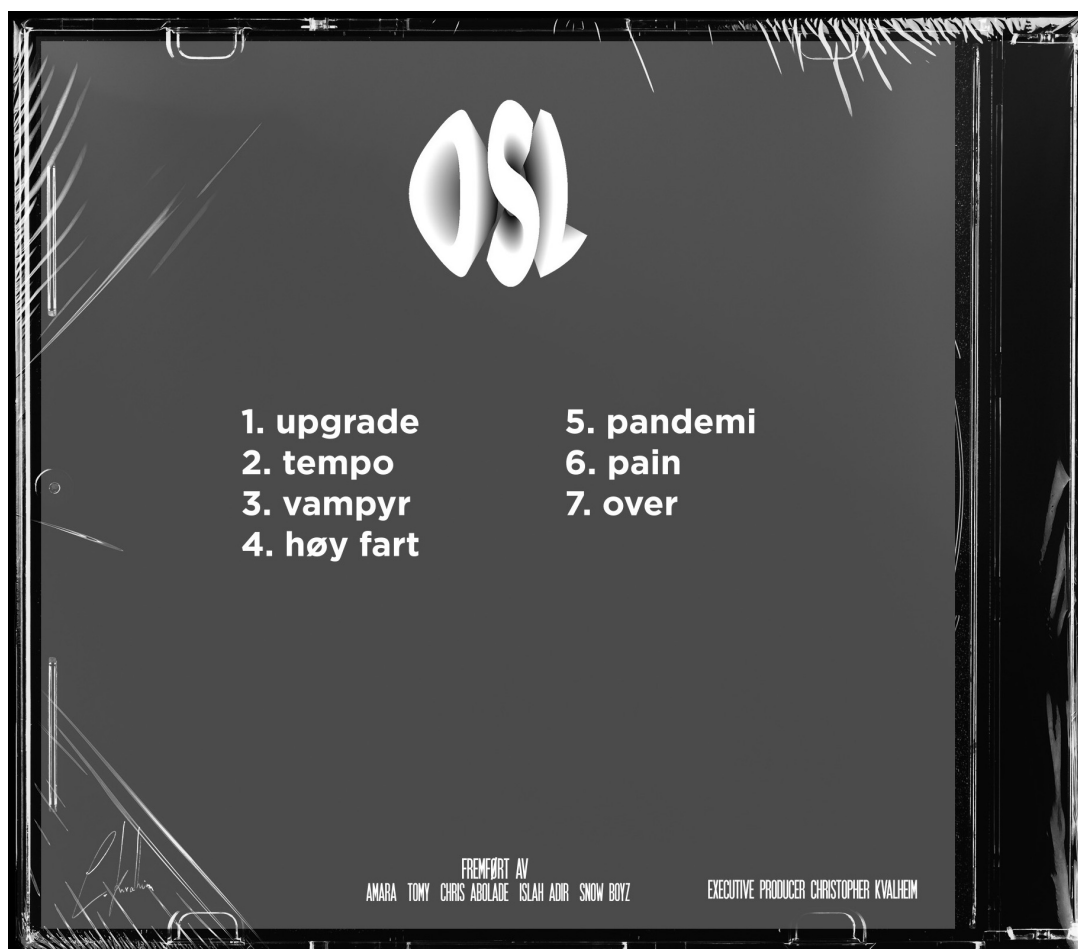 OSL
1. upgrade
2. tempo
3. vampyr
4. høy fart
5. pandemi
6. pain
7. over
FREMFØRT AV
AMARA TOMY CHRIS ABOLADE ISLAH ADIR SNOW BOYZ
EXECUTIVE PRODUCER CHRISTOPHER KVALHEIM